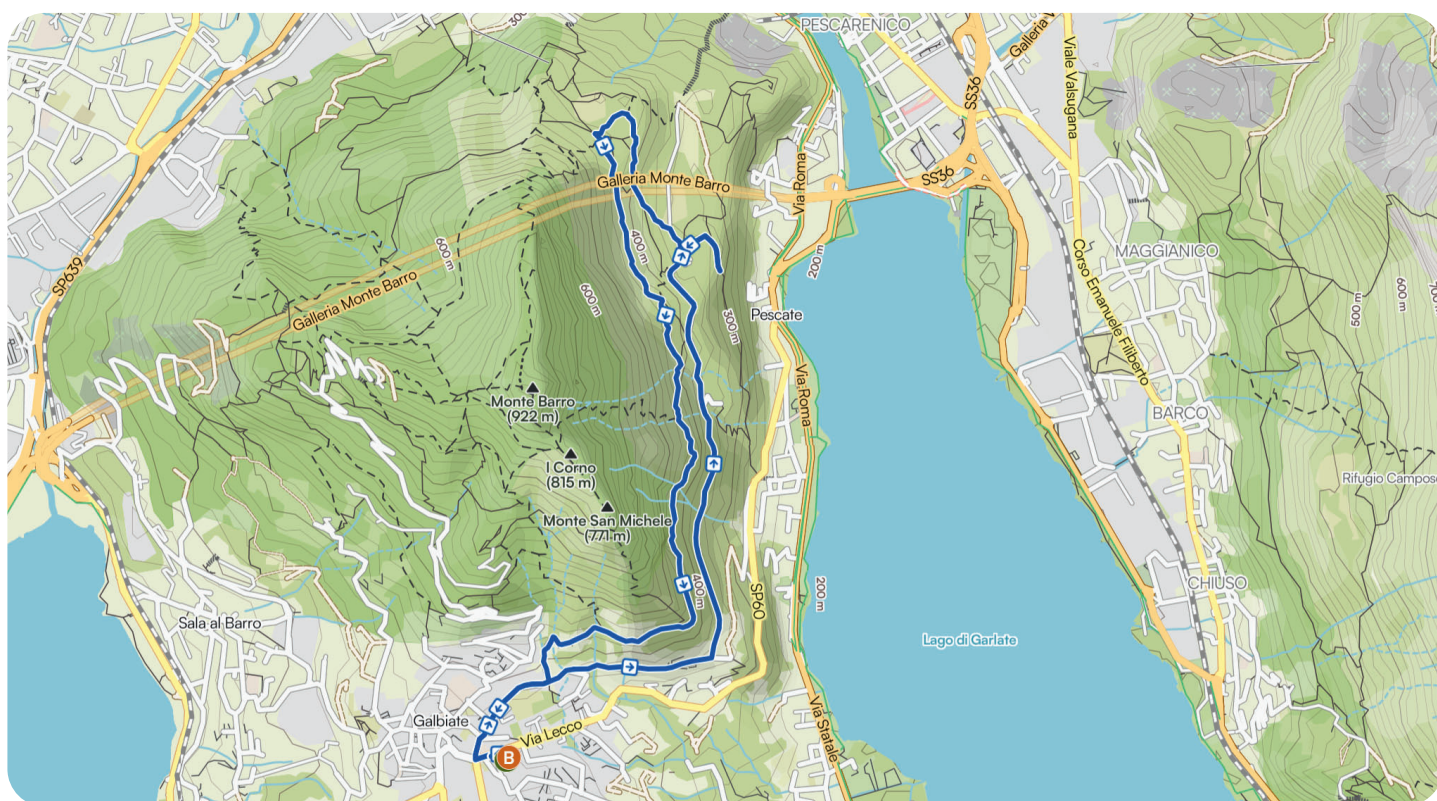 PESCARENICO
Galleria V
Viale Valsugana
SS36
300
Galleria Monte Barro
SS36
Via Roma
MAGGIANICO
SP639
600 m
400 m
200 m
Corso Emanuele Filiberto
Galleria Monte Barro
600 m
300 m
Pescate
500 m
600 m
700
Via Roma
Monte Barro
(922 m)
BARCO
I Corno
(815 m)
Rifugio Campos
Monte San Michele
(771 m)
CHIUSO
400 m
SP60
200 m
Sala al Barro
Lago di Garlate
Galbiate
Via Lecco
Via Statale
B